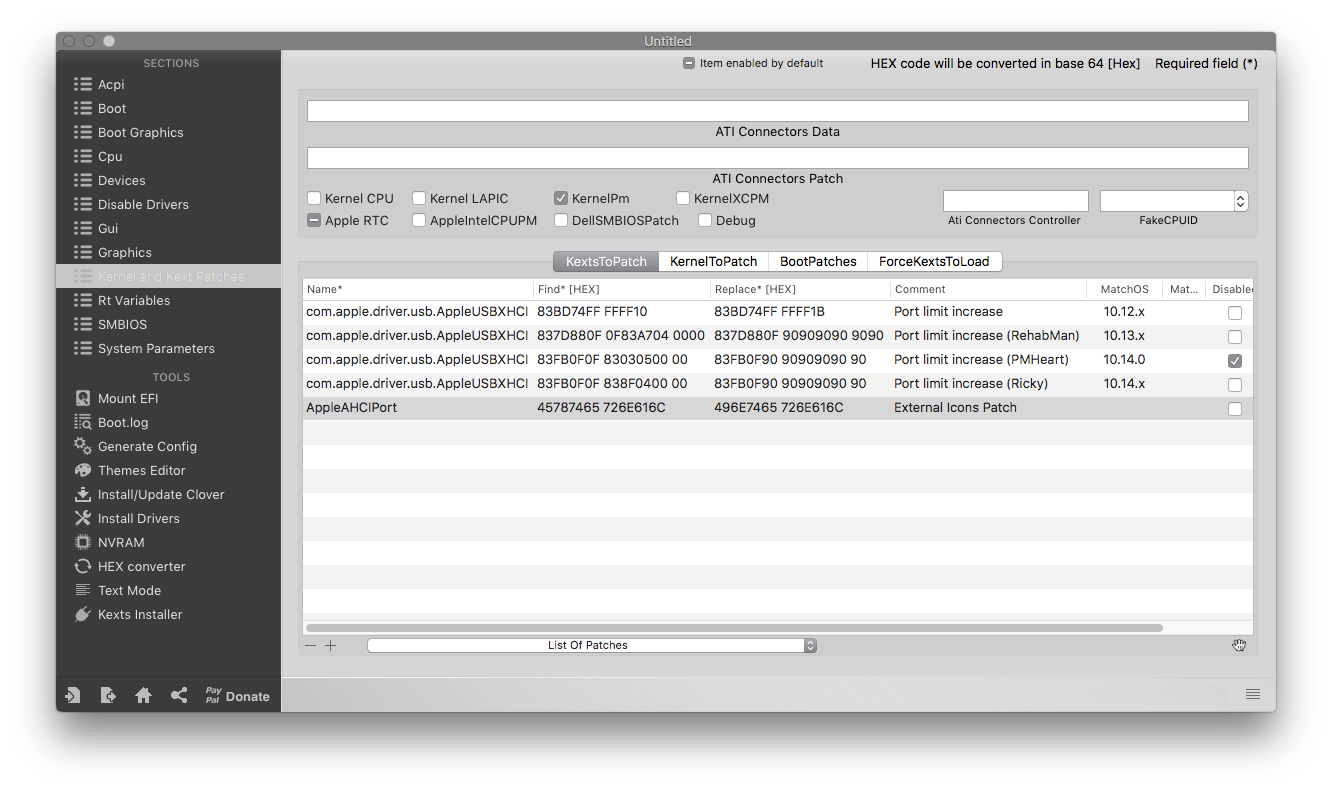 Untitled
SECTIONS
Acpi
Boot
Boot Graphics
Cpu
Devices
Disable Drivers
Gui
Graphics
Kernel and Kext Patches
Rt Variables
SMBIOS
System Parameters
TOOLS
Mount EFI
Boot.log
Generate Config
Themes Editor
Install/Update Clover
Install Drivers
NVRAM
HEX converter
Text Mode
Kexts Installer
Pay Pal Donate
Item enabled by default HEX code will be converted in base 64 [Hex] Required field (*)
ATI Connectors Data
ATI Connectors Patch
Kernel CPU Kernel LAPIC KernelPm KernelXCPM
Apple RTC AppleIntelCPUPM DellSMBIOSPatch Debug Ati Connectors Controller FakeCPUID
KextsToPatch KernelToPatch BootPatches ForceKextsToLoad
Name* Find* [HEX] Replace* [HEX] Comment MatchOS Mat... Disabled
com.apple.driver.usb.AppleUSBXHCI 83BD74FF FFFF10 83BD74FF FFFF1B Port limit increase 10.12.x
com.apple.driver.usb.AppleUSBXHCI 837D880F 0F83A704 0000 837D880F 90909090 9090 Port limit increase (RehabMan) 10.13.x
com.apple.driver.usb.AppleUSBXHCI 83FB0F0F 83030500 00 83FB0F90 90909090 90 Port limit increase (PMHeart) 10.14.0
com.apple.driver.usb.AppleUSBXHCI 83FB0F0F 838F0400 00 83FB0F90 90909090 90 Port limit increase (Ricky) 10.14.x
AppleAHCIPort 45787465 726E616C 496E7465 726E616C External Icons Patch
List Of Patches